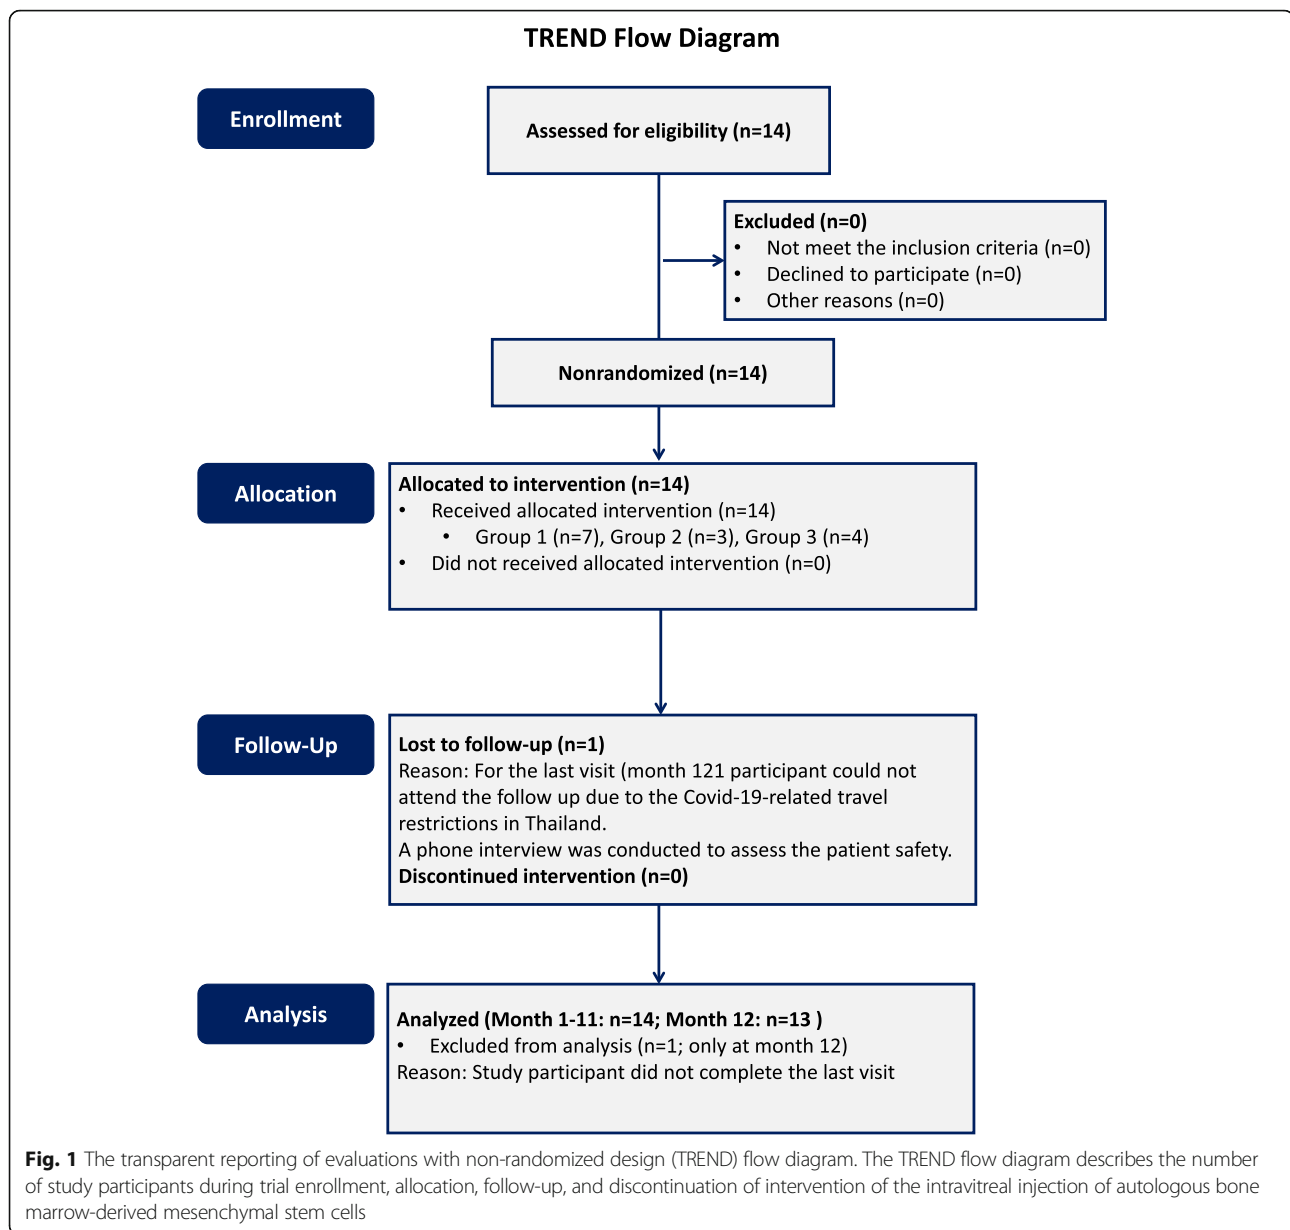 TREND Flow Diagram
Enrollment
Assessed for eligibility (n=14)
Excluded (n=0)
• Not meet the inclusion criteria (n=0)
• Declined to participate (n=0)
• Other reasons (n=0)
Nonrandomized (n=14)
Allocation
Allocated to intervention (n=14)
• Received allocated intervention (n=14)
• Group 1 (n=7), Group 2 (n=3), Group 3 (n=4)
• Did not received allocated intervention (n=0)
Follow-Up
Lost to follow-up (n=1)
Reason: For the last visit (month 121 participant could not
attend the follow up due to the Covid-19-related travel
restrictions in Thailand.
A phone interview was conducted to assess the patient safety.
Discontinued intervention (n=0)
Analysis
Analyzed (Month 1-11: n=14; Month 12: n=13 )
• Excluded from analysis (n=1; only at month 12)
Reason: Study participant did not complete the last visit
Fig. 1 The transparent reporting of evaluations with non-randomized design (TREND) flow diagram. The TREND flow diagram describes the number
of study participants during trial enrollment, allocation, follow-up, and discontinuation of intervention of the intravitreal injection of autologous bone
marrow-derived mesenchymal stem cells